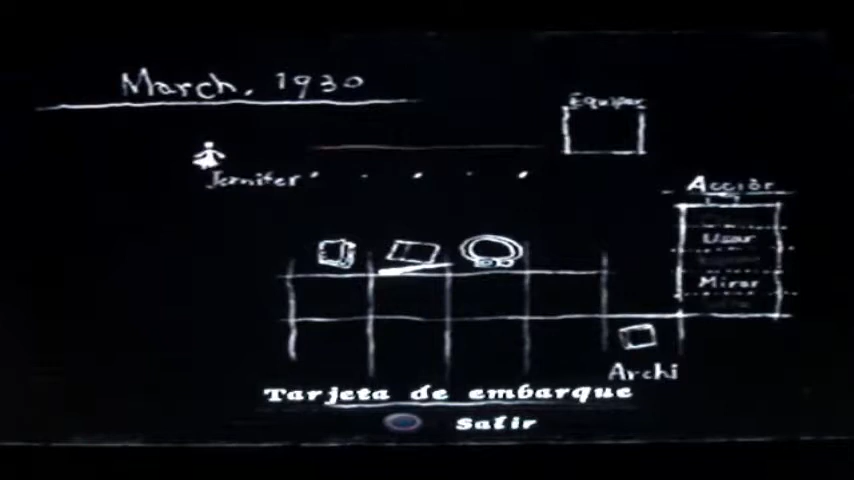 March, 1930
Equipar
Jennifer
Acción
Usar
Mirar
Archi
Tarjeta de embarque
Salir